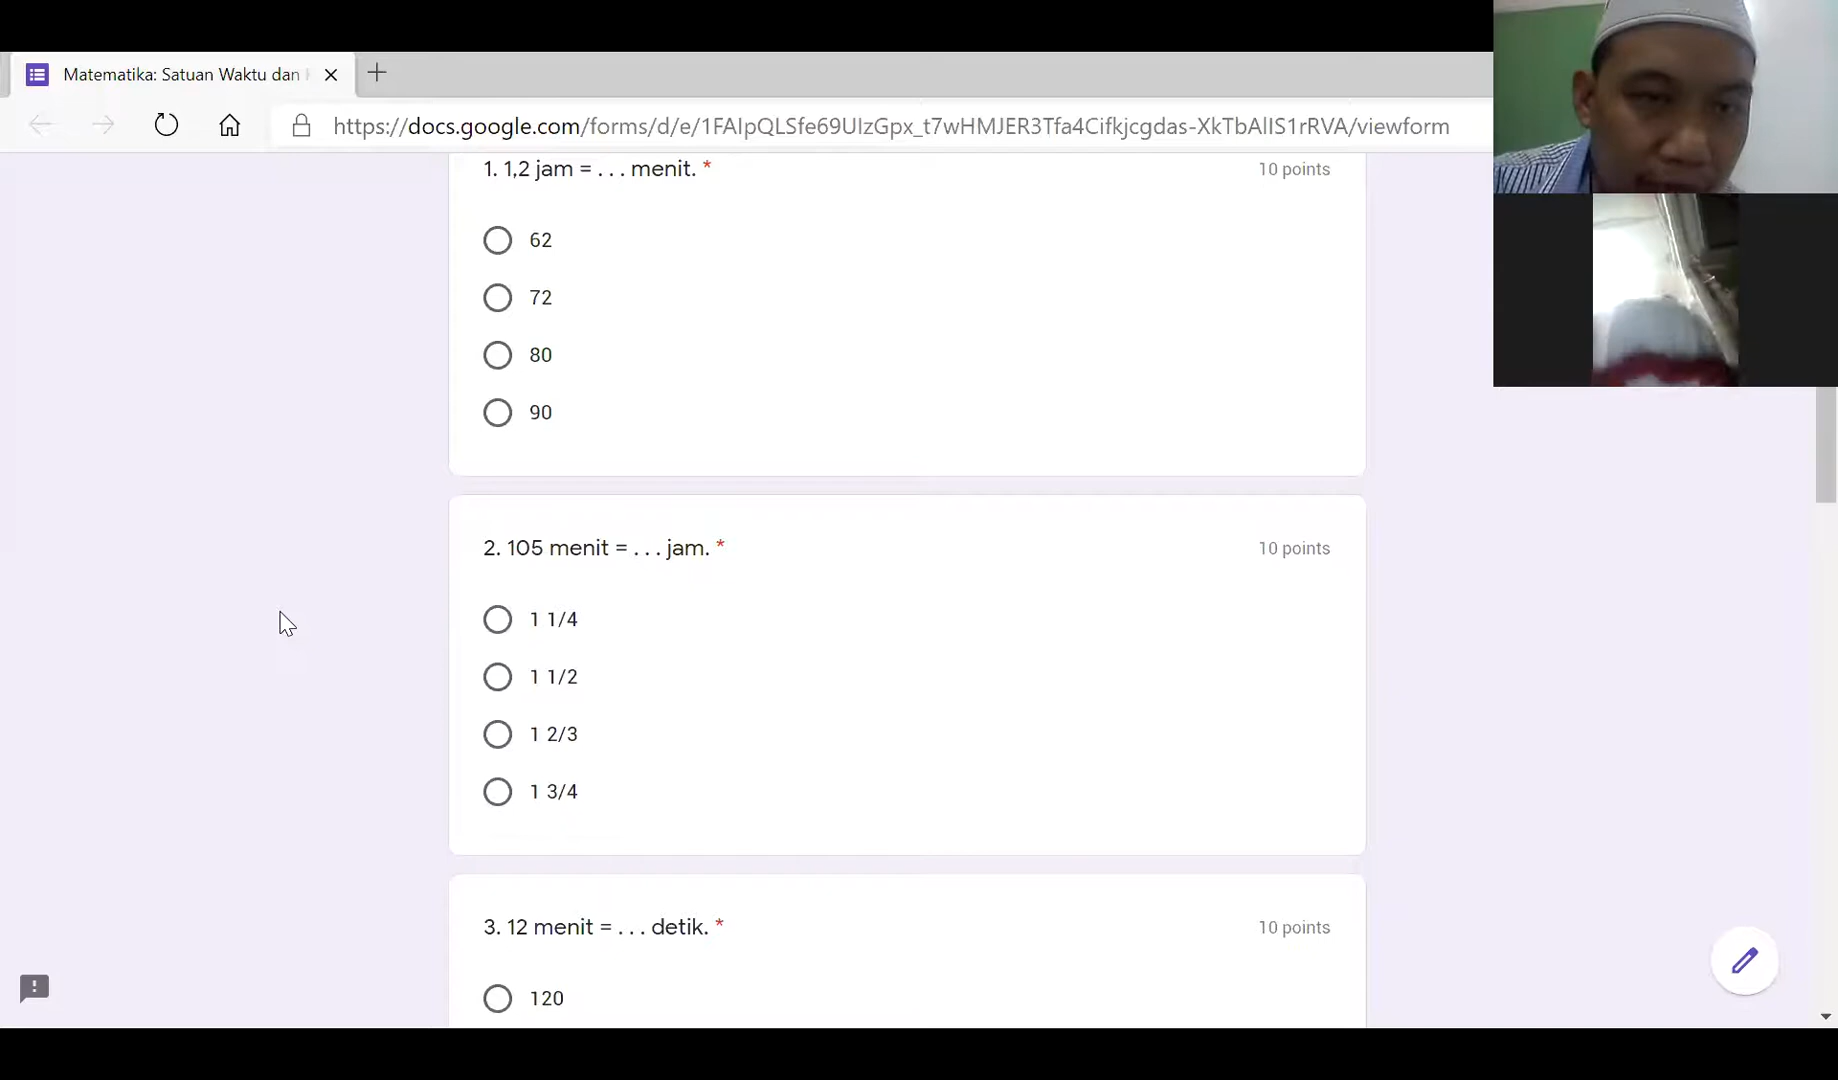 Matematika: Satuan Waktu dan
https://docs.google.com/forms/d/e/1FAIpQLSfe69UIzGpx_t7wHMJER3Tfa4Cifkjcgdas-XkTbAlIS1rRVA/viewform
1. 1,2 jam = . . . menit. * 10 points
62
72
80
90
2. 105 menit = . . . jam. * 10 points
1 1/4
1 1/2
1 2/3
1 3/4
3. 12 menit = . . . detik. * 10 points
120